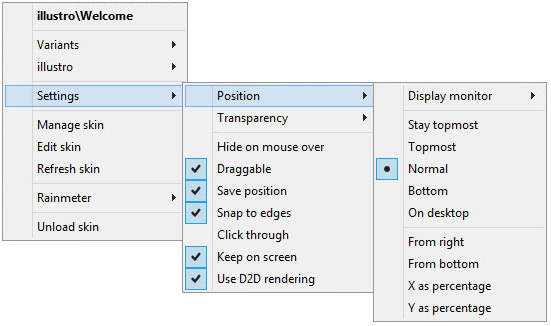 illustro\Welcome
Variants
illustro
Settings
Manage skin
Edit skin
Refresh skin
Rainmeter
Unload skin
Position
Transparency
Hide on mouse over
Draggable
Save position
Snap to edges
Click through
Keep on screen
Use D2D rendering
Display monitor
Stay topmost
Topmost
Normal
Bottom
On desktop
From right
From bottom
X as percentage
Y as percentage